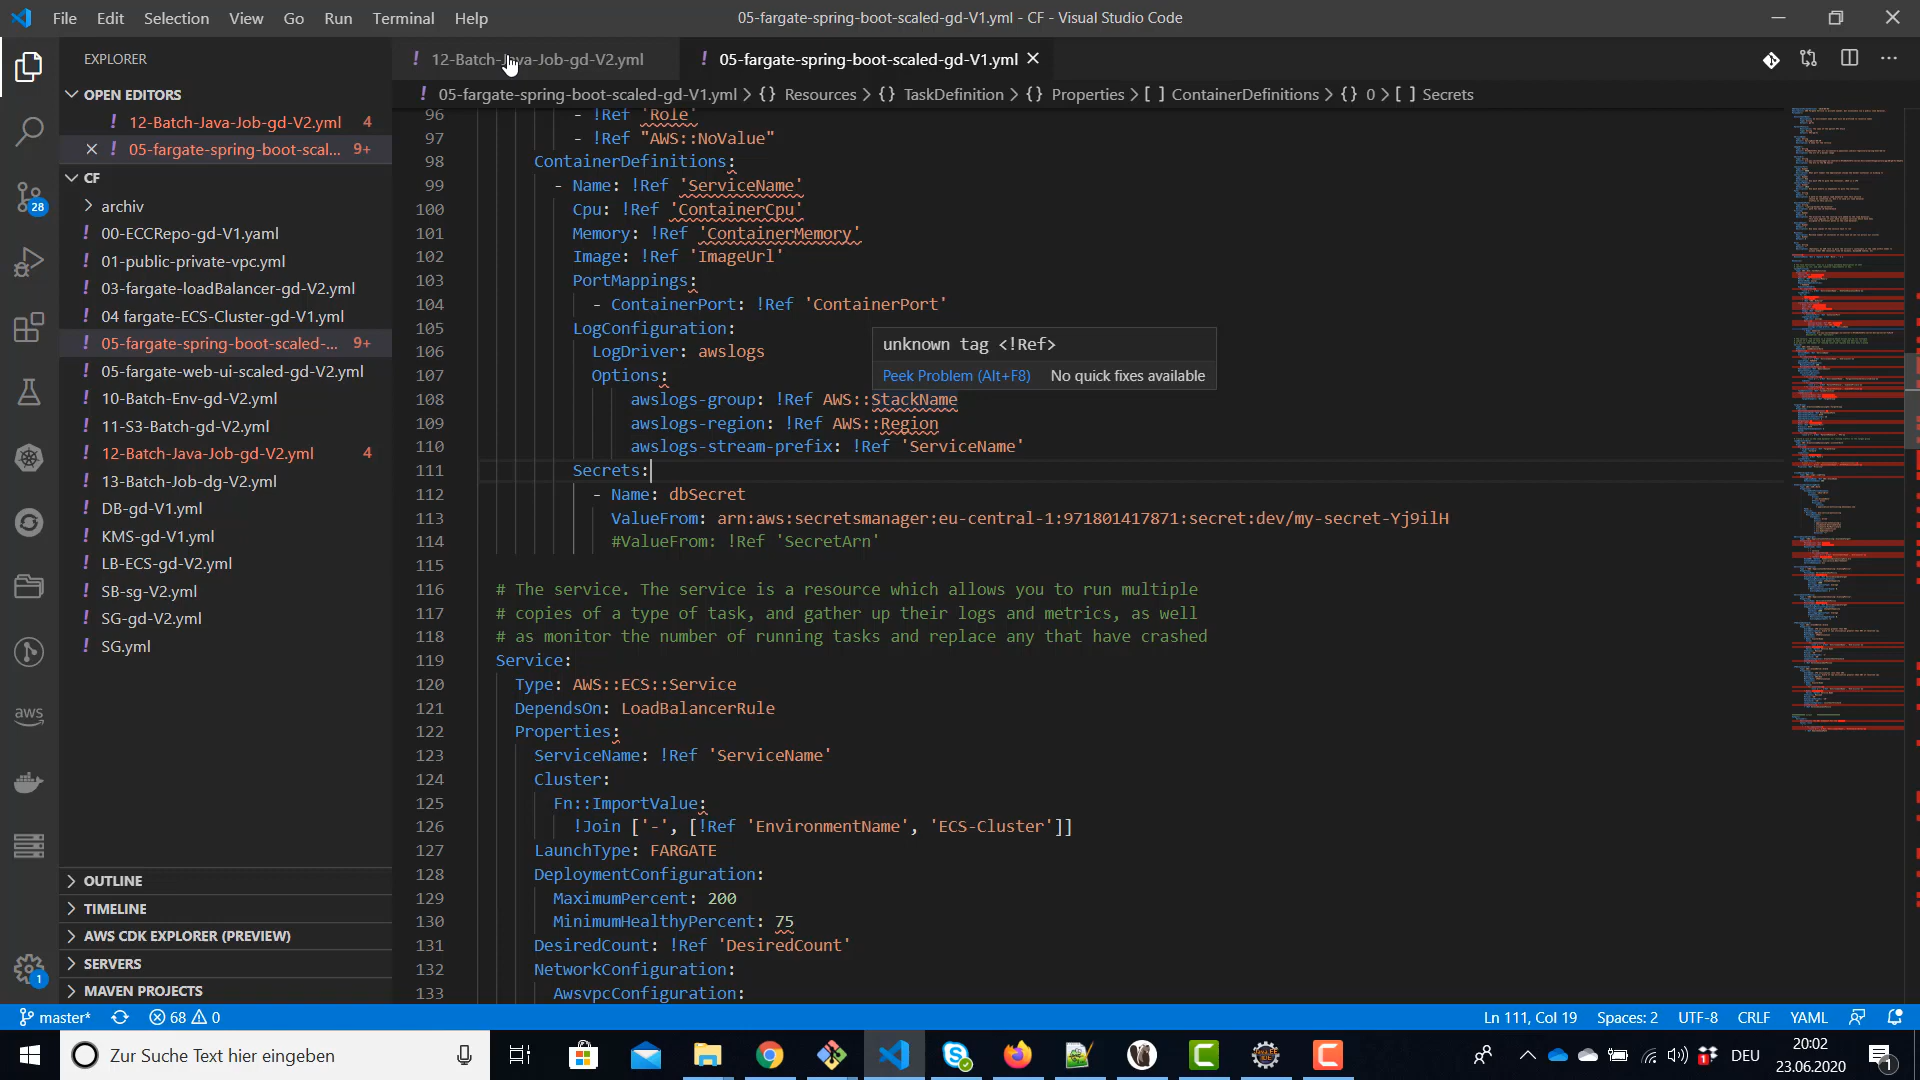 File Edit Selection View Go Run Terminal Help
05-fargate-spring-boot-scaled-gd-V1.yml - CF - Visual Studio Code
EXPLORER
! 12-Batch-Java-Job-gd-V2.yml
! 05-fargate-spring-boot-scaled-gd-V1.yml
! 05-fargate-spring-boot-scaled-gd-V1.yml > {} Resources > {} TaskDefinition > {} Properties > [ ] ContainerDefinitions > {} 0 > [ ] Secrets
OPEN EDITORS
! 12-Batch-Java-Job-gd-V2.yml 4
! 05-fargate-spring-boot-scal... 9+
CF
archiv
! 00-ECCRepo-gd-V1.yaml
! 01-public-private-vpc.yml
! 03-fargate-loadBalancer-gd-V2.yml
! 04 fargate-ECS-Cluster-gd-V1.yml
! 05-fargate-spring-boot-scaled-... 9+
! 05-fargate-web-ui-scaled-gd-V2.yml
! 10-Batch-Env-gd-V2.yml
! 11-S3-Batch-gd-V2.yml
! 12-Batch-Java-Job-gd-V2.yml 4
! 13-Batch-Job-dg-V2.yml
! DB-gd-V1.yml
! KMS-gd-V1.yml
! LB-ECS-gd-V2.yml
! SB-sg-V2.yml
! SG-gd-V2.yml
! SG.yml
OUTLINE
TIMELINE
AWS CDK EXPLORER (PREVIEW)
SERVERS
MAVEN PROJECTS
28
aws
1
96 - !Ref 'Role'
97 - !Ref "AWS::NoValue"
98 ContainerDefinitions:
99 - Name: !Ref 'ServiceName'
100 Cpu: !Ref 'ContainerCpu'
101 Memory: !Ref 'ContainerMemory'
102 Image: !Ref 'ImageUrl'
103 PortMappings:
104 - ContainerPort: !Ref 'ContainerPort'
105 LogConfiguration:
106 LogDriver: awslogs
107 Options:
108 awslogs-group: !Ref AWS::StackName
109 awslogs-region: !Ref AWS::Region
110 awslogs-stream-prefix: !Ref 'ServiceName'
111 Secrets:
112 - Name: dbSecret
113 ValueFrom: arn:aws:secretsmanager:eu-central-1:971801417871:secret:dev/my-secret-Yj9ilH
114 #ValueFrom: !Ref 'SecretArn'
115
116 # The service. The service is a resource which allows you to run multiple
117 # copies of a type of task, and gather up their logs and metrics, as well
118 # as monitor the number of running tasks and replace any that have crashed
119 Service:
120 Type: AWS::ECS::Service
121 DependsOn: LoadBalancerRule
122 Properties:
123 ServiceName: !Ref 'ServiceName'
124 Cluster:
125 Fn::ImportValue:
126 !Join ['-', [!Ref 'EnvironmentName', 'ECS-Cluster']]
127 LaunchType: FARGATE
128 DeploymentConfiguration:
129 MaximumPercent: 200
130 MinimumHealthyPercent: 75
131 DesiredCount: !Ref 'DesiredCount'
132 NetworkConfiguration:
133 AwsvpcConfiguration:
unknown tag <!Ref>
Peek Problem (Alt+F8) No quick fixes available
master* 68 0
Ln 111, Col 19 Spaces: 2 UTF-8 CRLF YAML
Zur Suche Text hier eingeben
DEU
20:02
23.06.2020
1